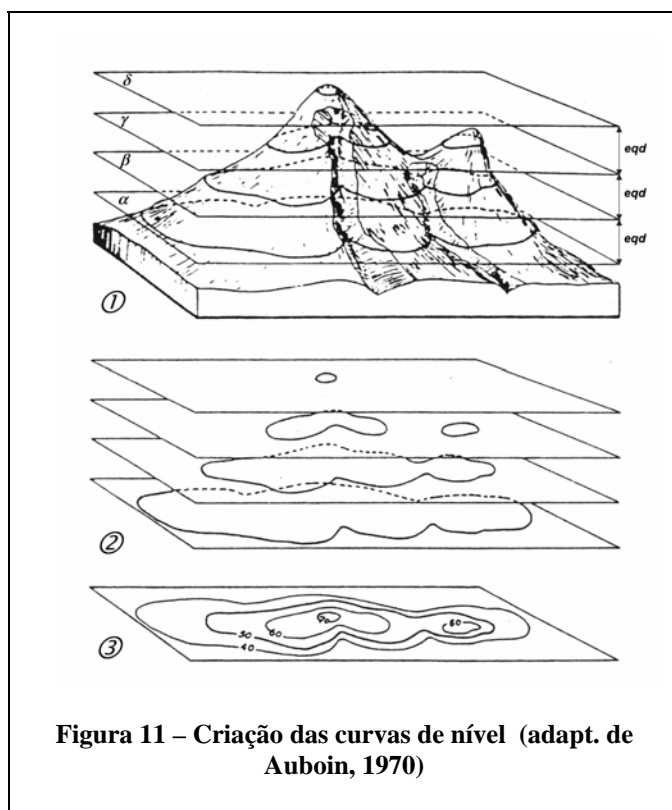 δ
γ
β
α
eqd
eqd
eqd
①
②
③
50
40
60
70
60
Figura 11 – Criação das curvas de nível (adapt. de
Auboin, 1970)